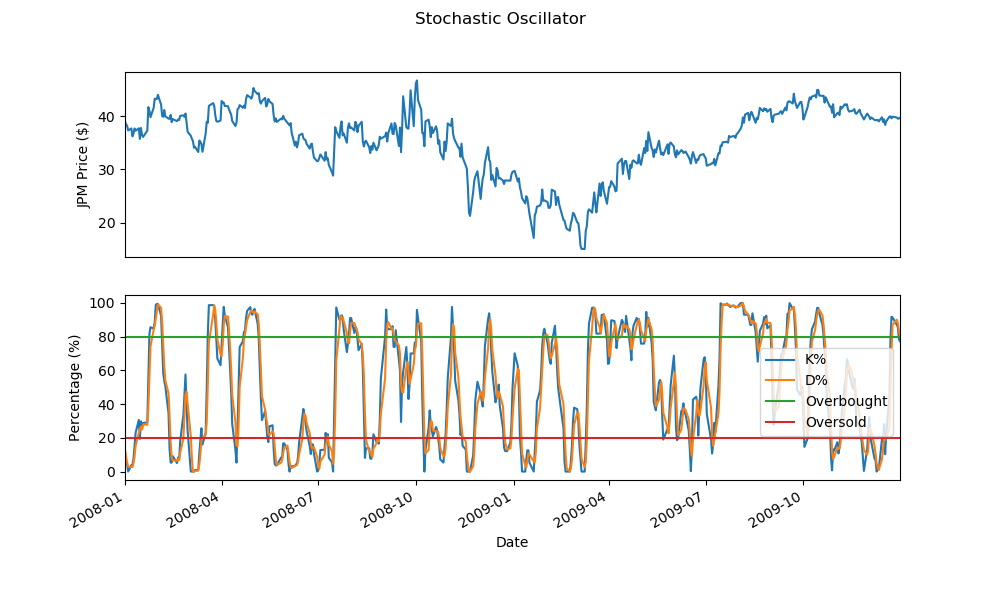 Stochastic Oscillator
JPM Price ($)
40
30
20
Percentage (%)
100
80
60
40
20
0
K%
D%
Overbought
Oversold
2008-01
2008-04
2008-07
2008-10
2009-01
2009-04
2009-07
2009-10
Date